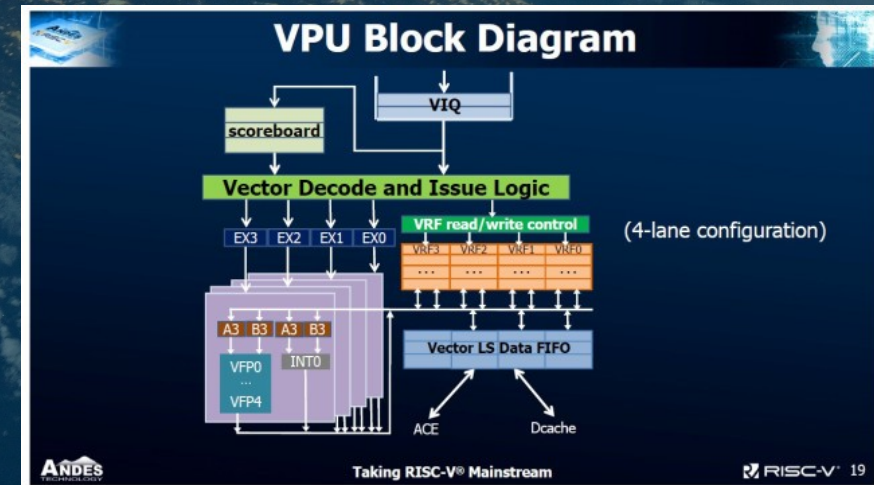 VPU Block Diagram
VIQ
scoreboard
Vector Decode and Issue Logic
EX3 EX2 EX1 EX0
VRF read/write control
(4-lane configuration)
VRF3 VRF2 VRF1 VRF0
... ... ... ...
A3 B3 A3 B3
Vector LS Data FIFO
VFP0
...
VFP4
INT0
ACE
Dcache
ANDES
TECHNOLOGY
Taking RISC-V® Mainstream
RISC-V® 19